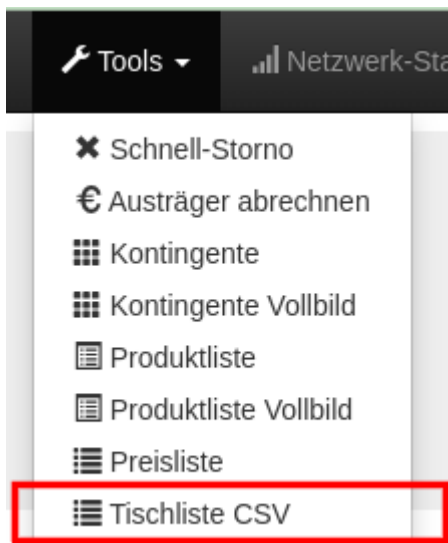 Tools Netzwerk-Sta
Schnell-Storno
€ Austräger abrechnen
Kontingente
Kontingente Vollbild
Produktliste
Produktliste Vollbild
Preisliste
Tischliste CSV